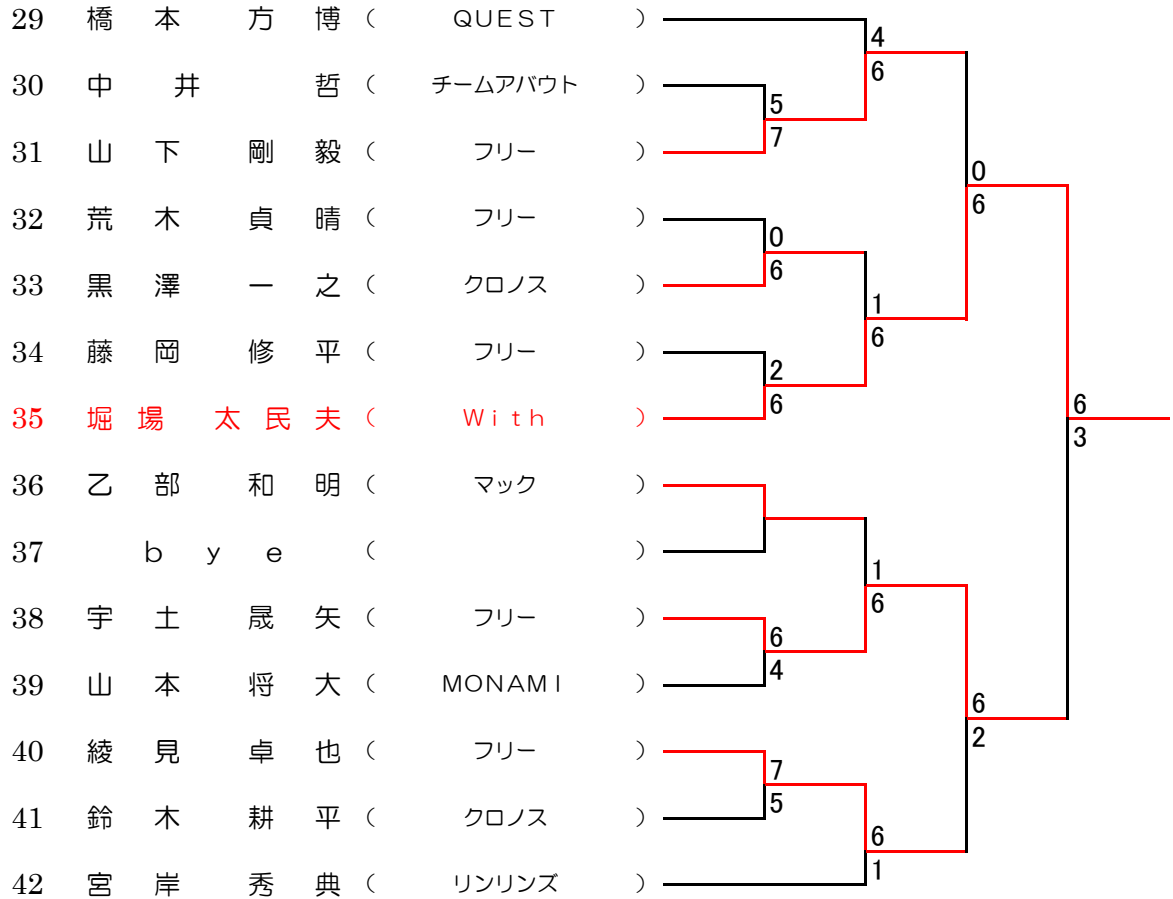 29 橋本 方博 ( QUEST )
4
6
30 中井 哲 ( チームアバウト )
5
7
31 山下 剛毅 ( フリー )
0
6
32 荒木 貞晴 ( フリー )
0
6
33 黒澤 一之 ( クロノス )
1
6
34 藤岡 修平 ( フリー )
2
6
35 堀場 太民夫 ( With )
6
3
36 乙部 和明 ( マック )
37 bye ( )
1
6
38 宇土 晟矢 ( フリー )
6
4
39 山本 将大 ( MONAMI )
6
2
40 綾見 卓也 ( フリー )
7
5
41 鈴木 耕平 ( クロノス )
6
1
42 宮岸 秀典 ( リンリンズ )